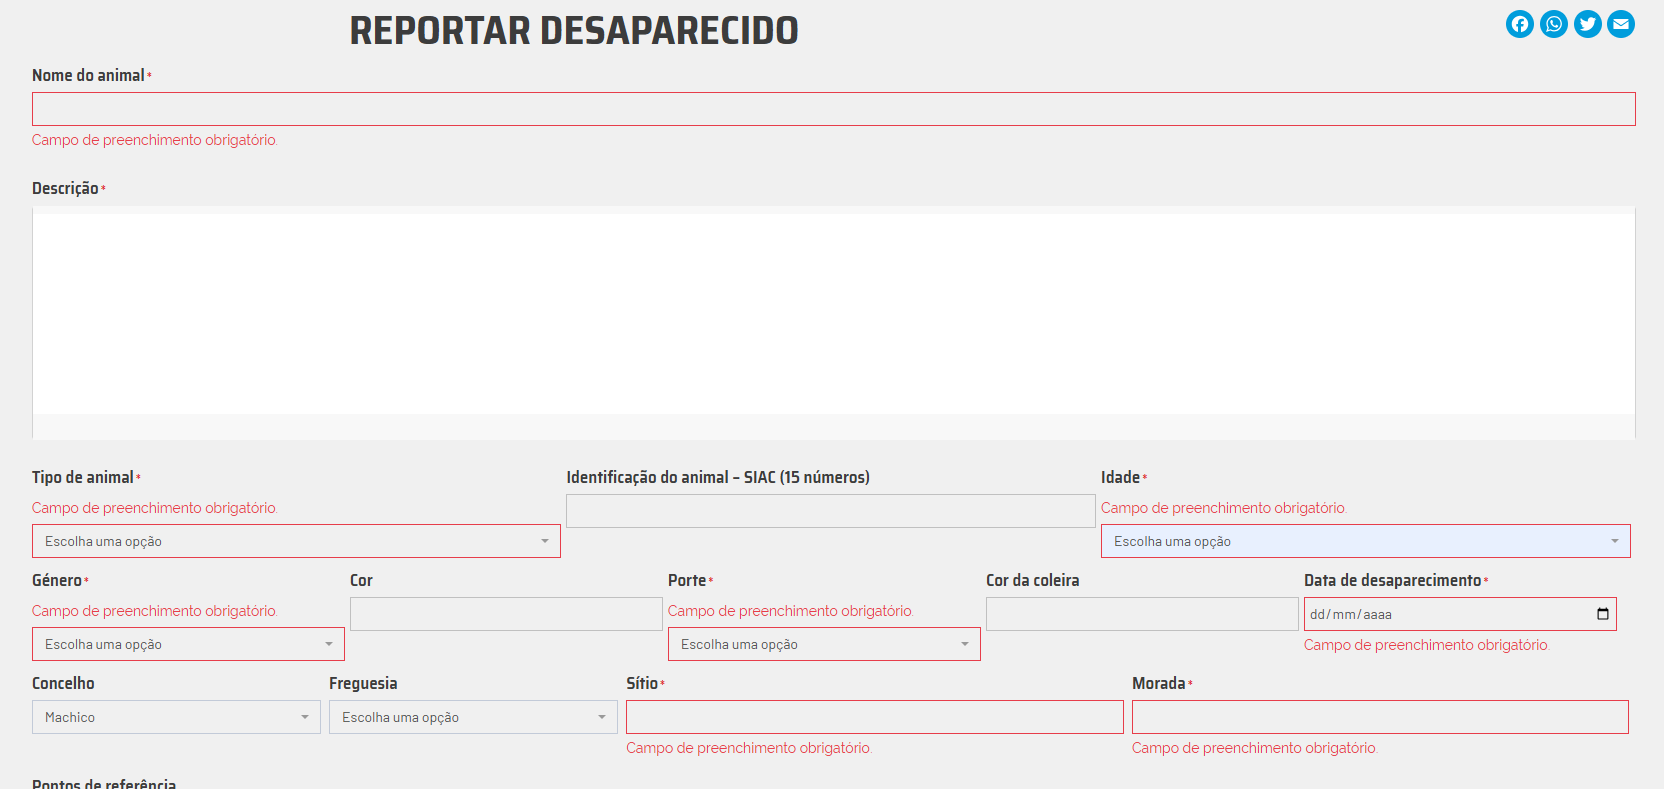 REPORTAR DESAPARECIDO
Nome do animal*
Campo de preenchimento obrigatório.
Descrição*
Tipo de animal* Identificação do animal – SIAC (15 números) Idade*
Campo de preenchimento obrigatório. Campo de preenchimento obrigatório.
Escolha uma opção Escolha uma opção
Género* Cor Porte* Cor da coleira Data de desaparecimento*
Campo de preenchimento obrigatório. Campo de preenchimento obrigatório. dd/mm/aaaa
Escolha uma opção Escolha uma opção Campo de preenchimento obrigatório.
Concelho Freguesia Sítio* Morada*
Machico Escolha uma opção
Campo de preenchimento obrigatório. Campo de preenchimento obrigatório.
Pontos de referência